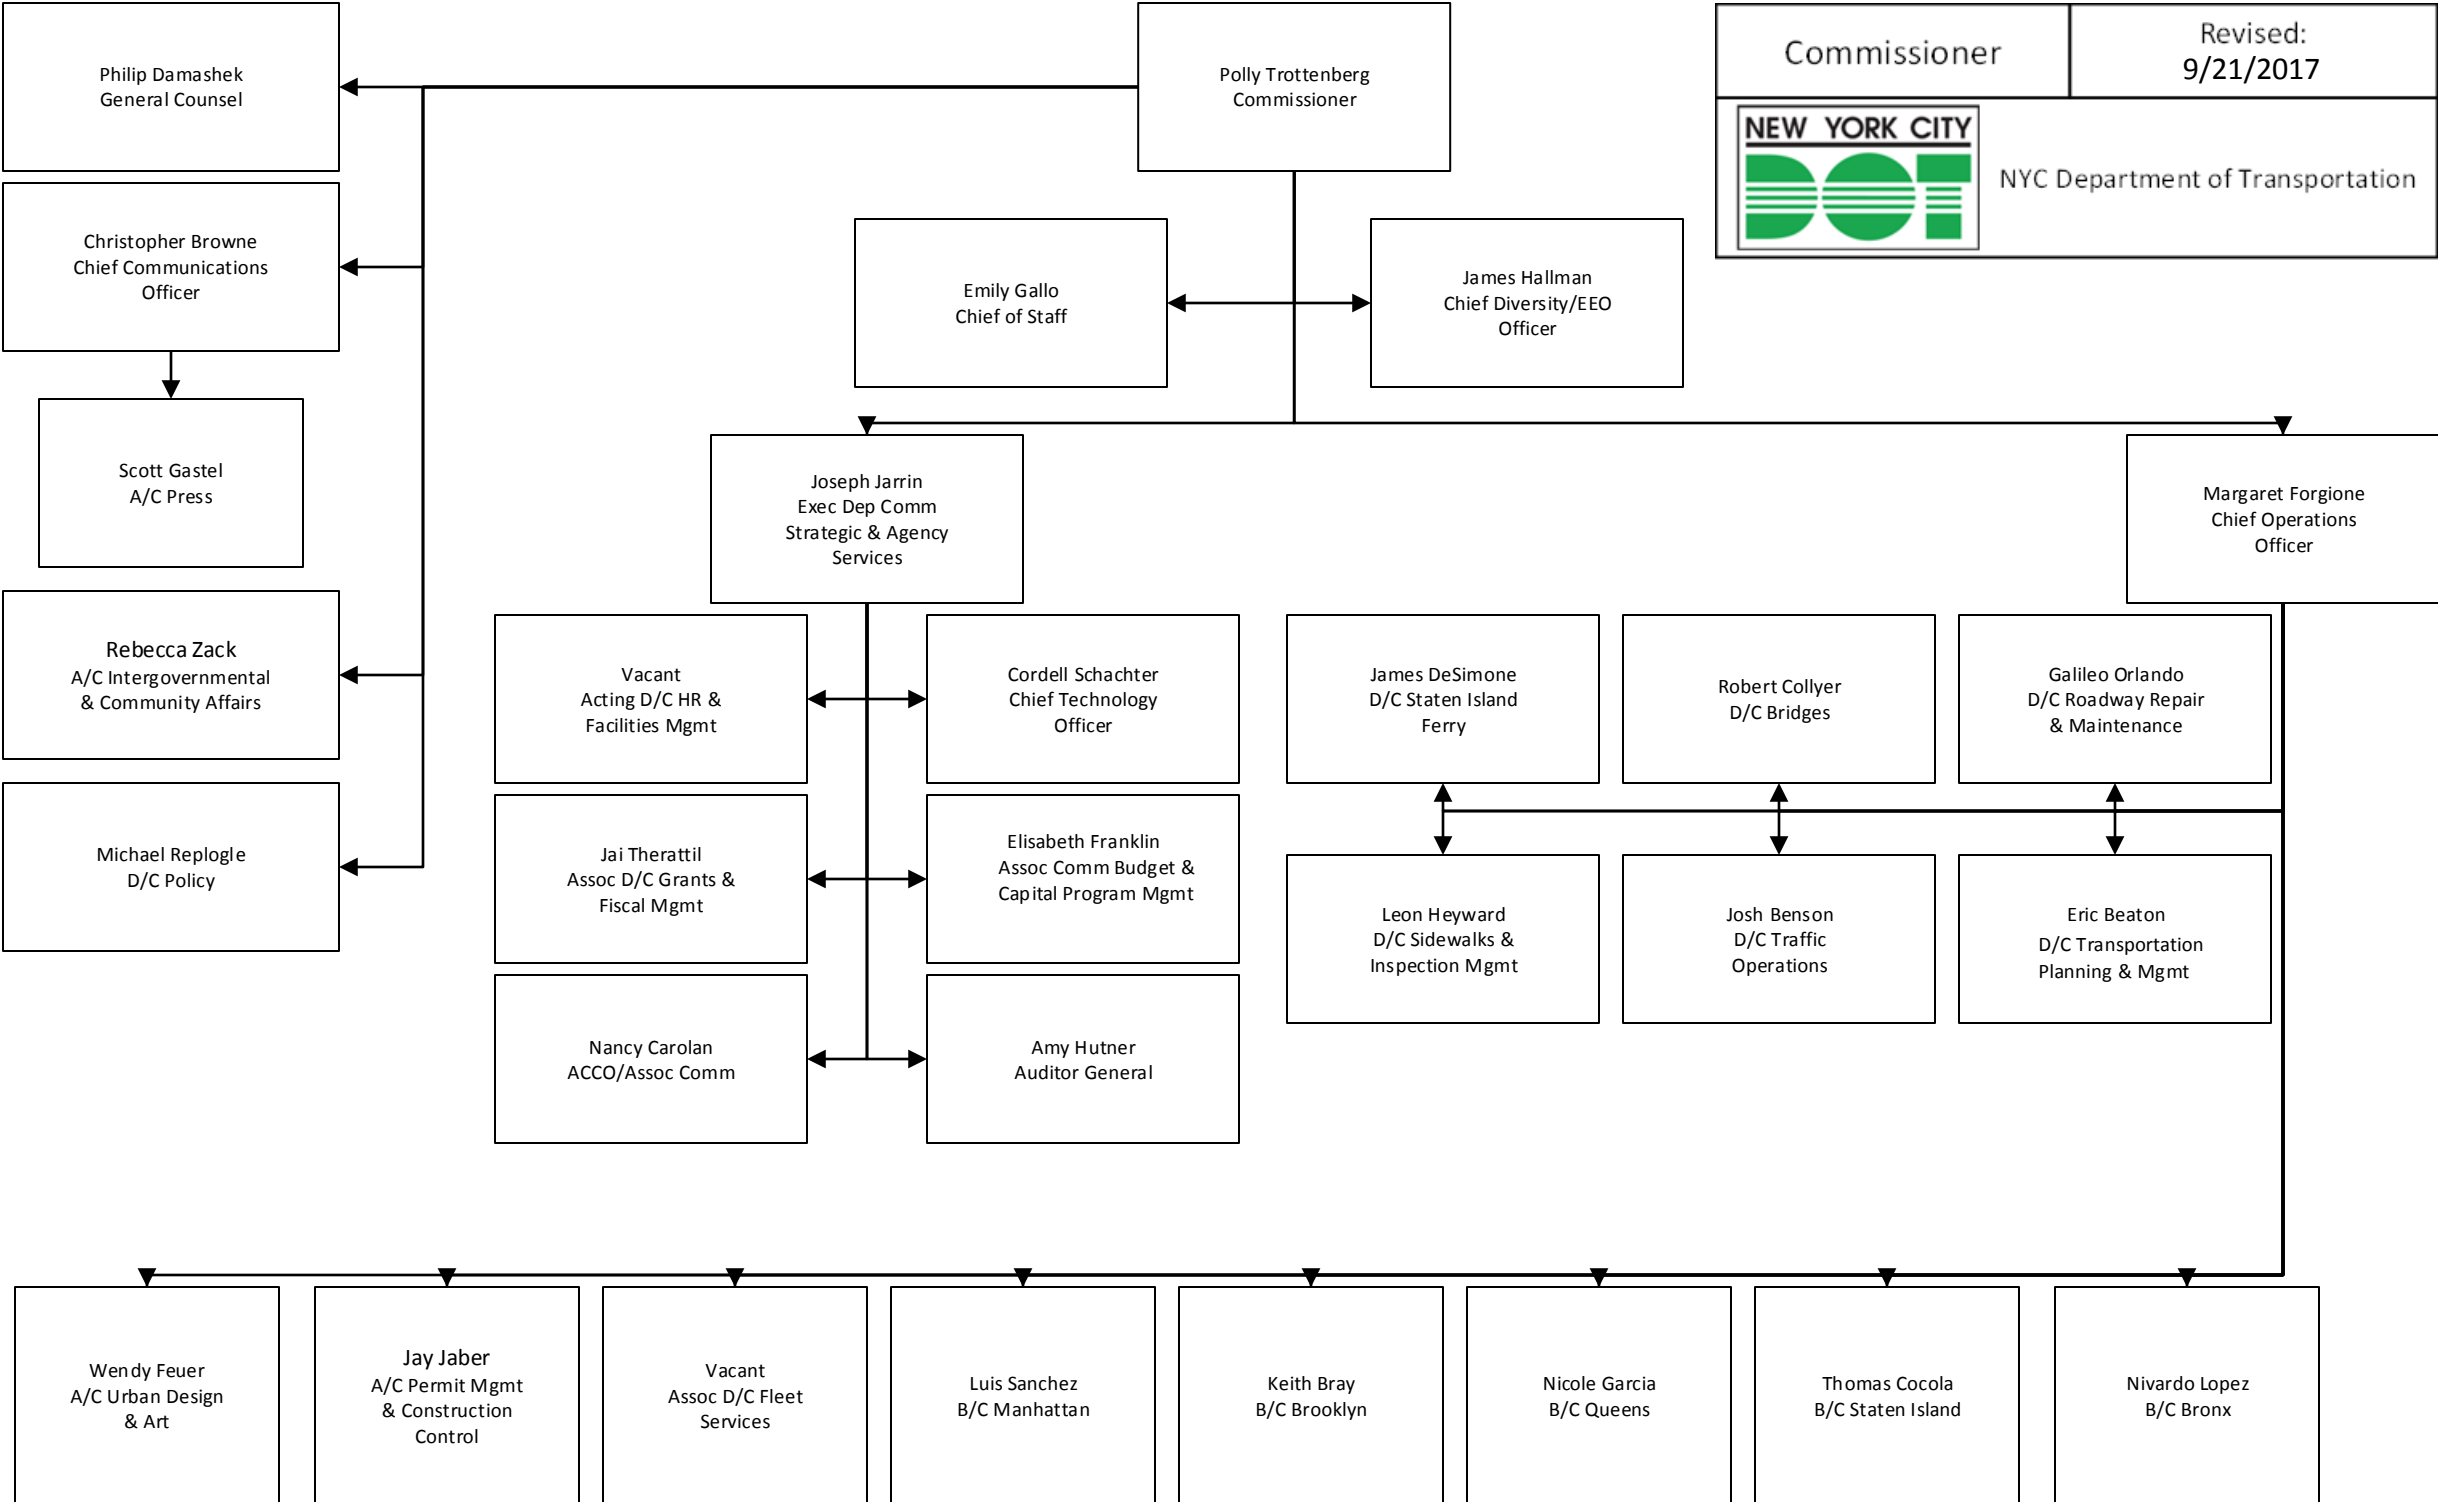 Philip Damashek
General Counsel
Polly Trottenberg
Commissioner
Commissioner
Revised:
9/21/2017
NEW YORK CITY
DOT
NYC Department of Transportation
Christopher Browne
Chief Communications
Officer
Emily Gallo
Chief of Staff
James Hallman
Chief Diversity/EEO
Officer
Scott Gastel
A/C Press
Joseph Jarrin
Exec Dep Comm
Strategic & Agency
Services
Margaret Forgione
Chief Operations
Officer
Rebecca Zack
A/C Intergovernmental
& Community Affairs
Vacant
Acting D/C HR &
Facilities Mgmt
Cordell Schachter
Chief Technology
Officer
James DeSimone
D/C Staten Island
Ferry
Robert Collyer
D/C Bridges
Galileo Orlando
D/C Roadway Repair
& Maintenance
Michael Replogle
D/C Policy
Jai Therattil
Assoc D/C Grants &
Fiscal Mgmt
Elisabeth Franklin
Assoc Comm Budget &
Capital Program Mgmt
Leon Heyward
D/C Sidewalks &
Inspection Mgmt
Josh Benson
D/C Traffic
Operations
Eric Beaton
D/C Transportation
Planning & Mgmt
Nancy Carolan
ACCO/Assoc Comm
Amy Hutner
Auditor General
Wendy Feuer
A/C Urban Design
& Art
Jay Jaber
A/C Permit Mgmt
& Construction
Control
Vacant
Assoc D/C Fleet
Services
Luis Sanchez
B/C Manhattan
Keith Bray
B/C Brooklyn
Nicole Garcia
B/C Queens
Thomas Cocola
B/C Staten Island
Nivardo Lopez
B/C Bronx